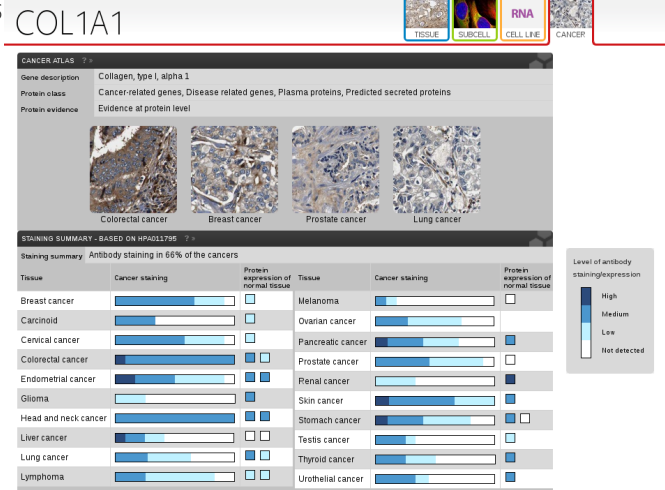 COL1A1
TISSUE
SUBCELL
RNA
CELL LINE
CANCER
CANCER ATLAS ? »
Gene description Collagen, type I, alpha 1
Protein class Cancer-related genes, Disease related genes, Plasma proteins, Predicted secreted proteins
Protein evidence Evidence at protein level
Colorectal cancer Breast cancer Prostate cancer Lung cancer
STAINING SUMMARY - BASED ON HPA011795 ? »
Staining summary Antibody staining in 66% of the cancers
Tissue Cancer staining Protein expression of normal tissue Tissue Cancer staining Protein expression of normal tissue
Breast cancer Melanoma
Carcinoid Ovarian cancer
Cervical cancer Pancreatic cancer
Colorectal cancer Prostate cancer
Endometrial cancer Renal cancer
Glioma Skin cancer
Head and neck cancer Stomach cancer
Liver cancer Testis cancer
Lung cancer Thyroid cancer
Lymphoma Urothelial cancer
Level of antibody
staining/expression
High
Medium
Low
Not detected